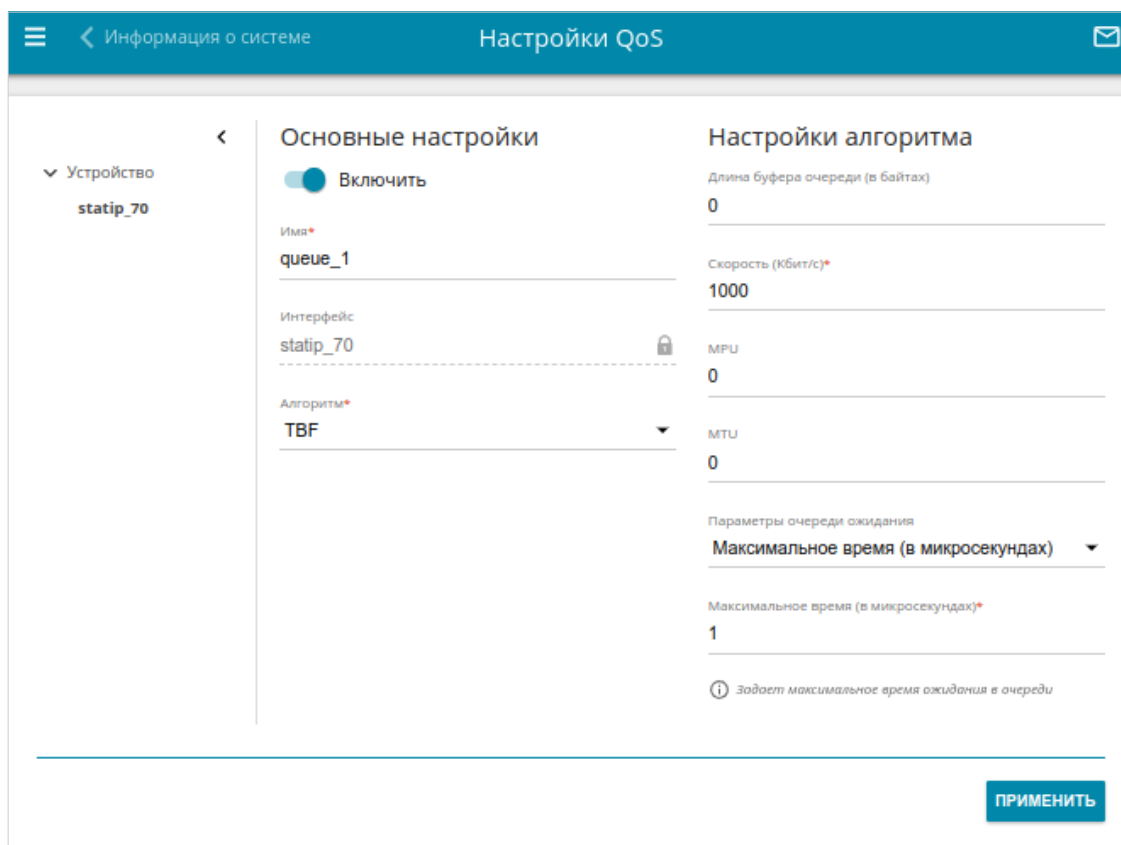 Информация о системе
Настройки QoS
Устройство
statip_70
Основные настройки
Включить
Имя*
queue_1
Интерфейс
statip_70
Алгоритм*
TBF
Настройки алгоритма
Длина буфера очереди (в байтах)
0
Скорость (Кбит/с)*
1000
MPU
0
MTU
0
Параметры очереди ожидания
Максимальное время (в микросекундах)
Максимальное время (в микросекундах)*
1
Задает максимальное время ожидания в очереди
ПРИМЕНИТЬ